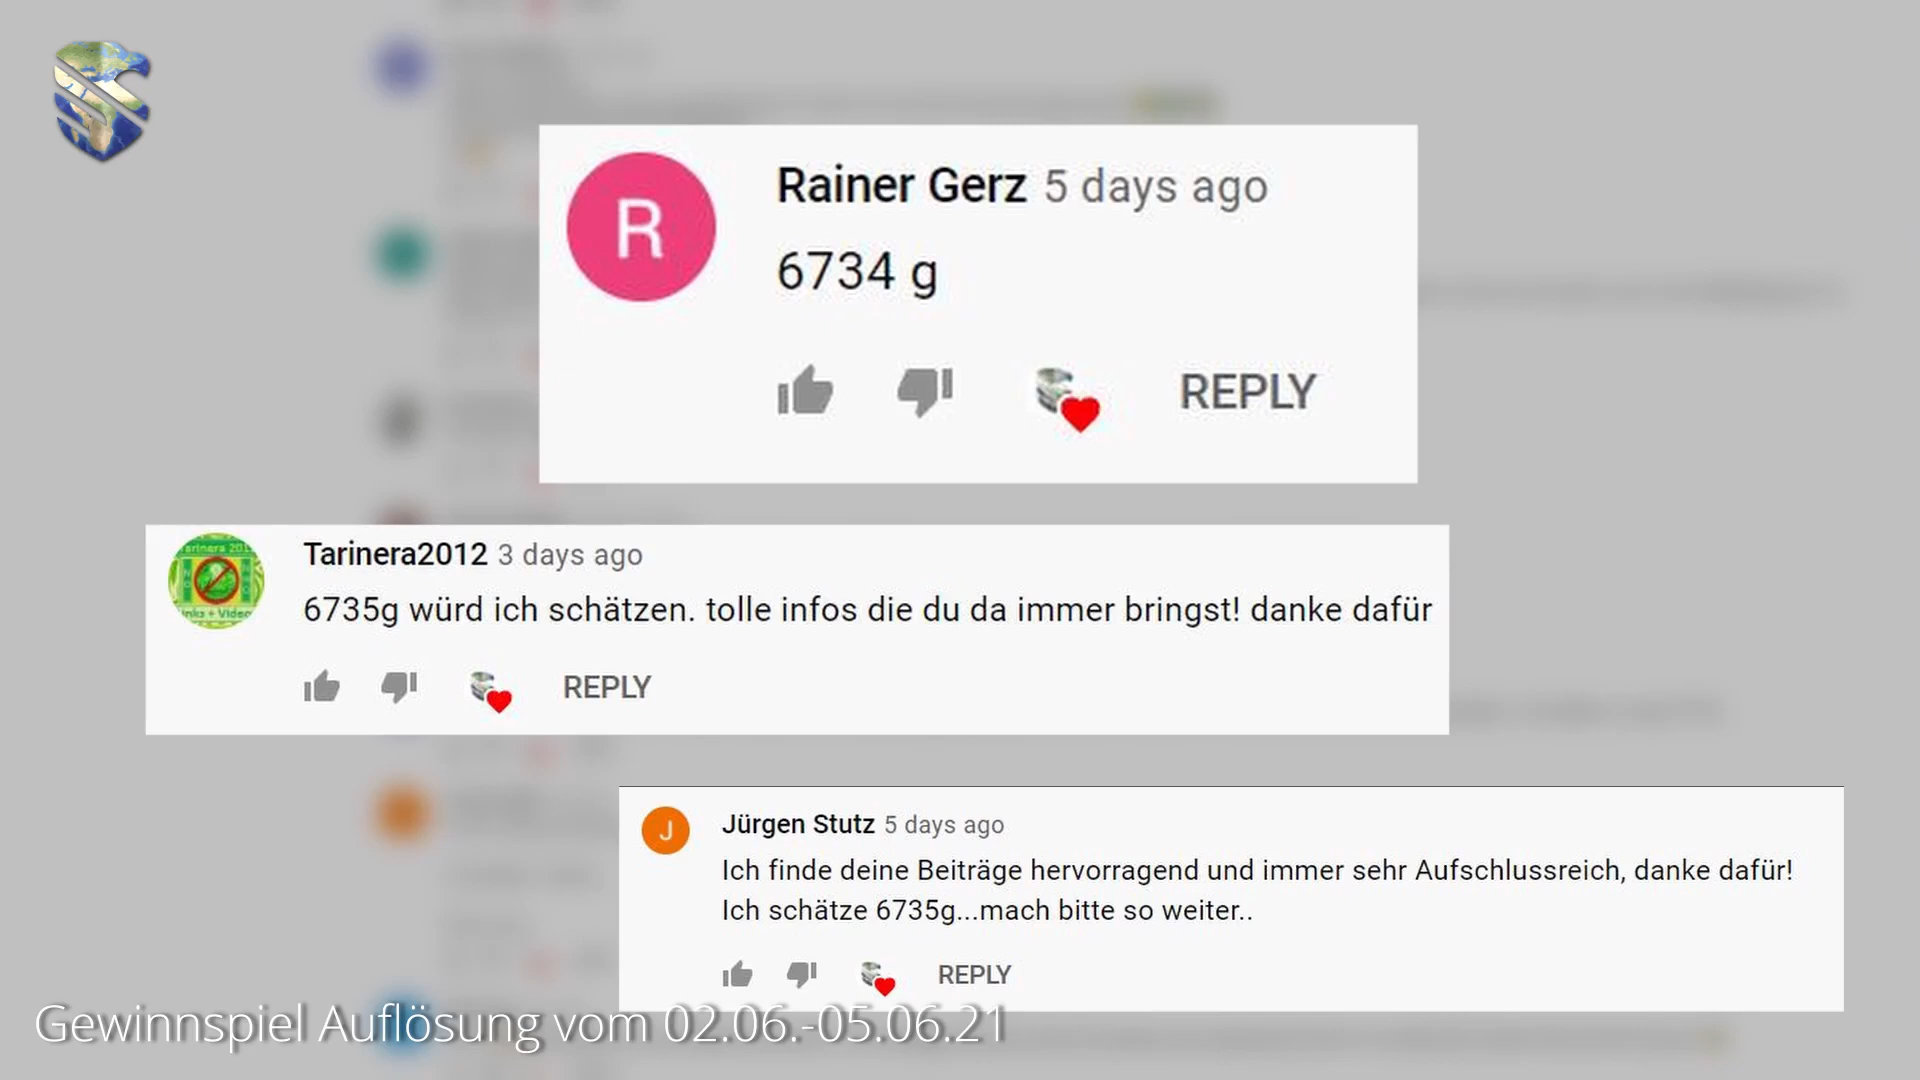 Rainer Gerz 5 days ago
R
6734 g
REPLY
Tarinera2012 3 days ago
6735g würd ich schätzen. tolle infos die du da immer bringst! danke dafür
REPLY
Jürgen Stutz 5 days ago
J
Ich finde deine Beiträge hervorragend und immer sehr Aufschlussreich, danke dafür!
Ich schätze 6735g...mach bitte so weiter..
REPLY
Gewinnspiel Auflösung vom 02.06.-05.06.21